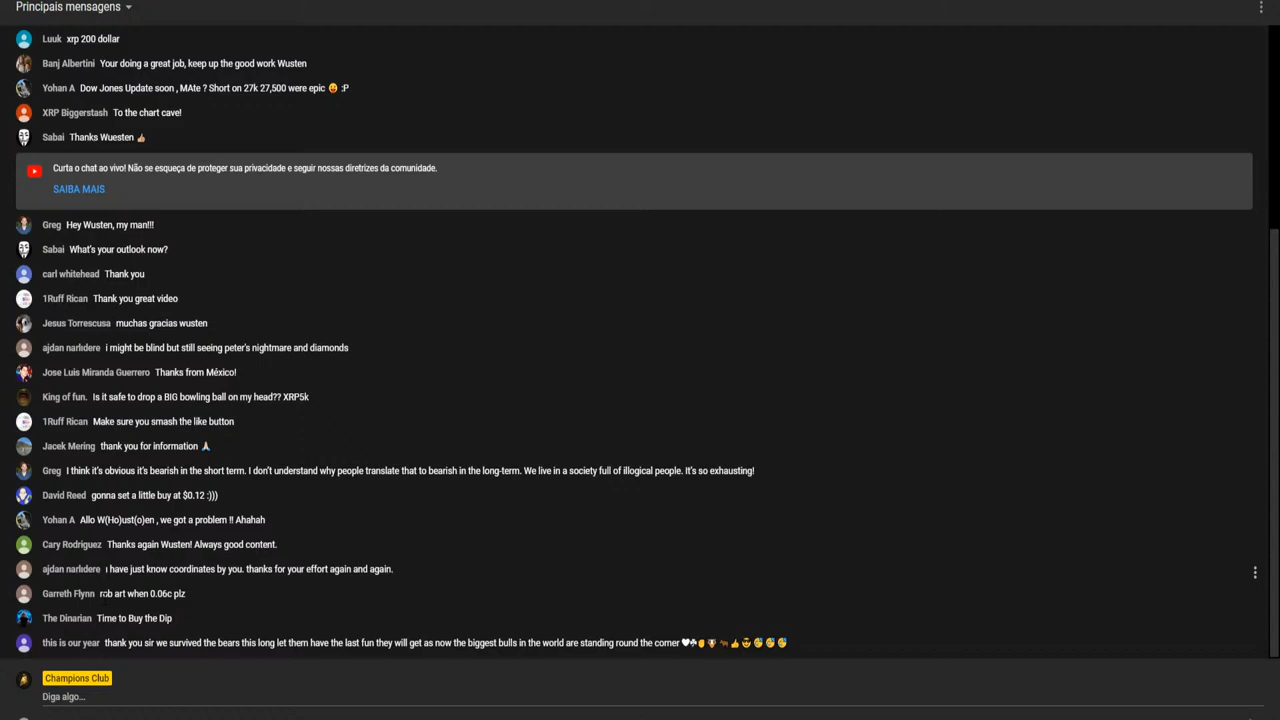 Principais mensagens
Luuk xrp 200 dollar
Banj Albertini Your doing a great job, keep up the good work Wusten
Yohan A Dow Jones Update soon , MAte ? Short on 27k 27,500 were epic 😛 :P
XRP Biggerstash To the chart cave!
Sabai Thanks Wuesten 👍🏼
Curta o chat ao vivo! Não se esqueça de proteger sua privacidade e seguir nossas diretrizes da comunidade.
SAIBA MAIS
Greg Hey Wusten, my man!!!
Sabai What's your outlook now?
carl whitehead Thank you
1Ruff Rican Thank you great video
Jesus Torrescusa muchas gracias wusten
ajdan narlıdere i might be blind but still seeing peter's nightmare and diamonds
Jose Luis Miranda Guerrero Thanks from México!
King of fun. Is it safe to drop a BIG bowling ball on my head?? XRP5k
1Ruff Rican Make sure you smash the like button
Jacek Mering thank you for information 🙏🏻
Greg I think it's obvious it's bearish in the short term. I don't understand why people translate that to bearish in the long-term. We live in a society full of illogical people. It's so exhausting!
David Reed gonna set a little buy at $0.12 :)))
Yohan A Allo W(Ho)ust(o)en , we got a problem !! Ahahah
Cary Rodriguez Thanks again Wusten! Always good content.
ajdan narlıdere ı have just know coordinates by you. thanks for your effort again and again.
Garreth Flynn rob art when 0.06c plz
The Dinarian Time to Buy the Dip
this is our year thank you sir we survived the bears this long let them have the last fun they will get as now the biggest bulls in the world are standing round the corner 🤍☘✊🐮🐂👍😎🥳🥳🥳
Champions Club
Diga algo...